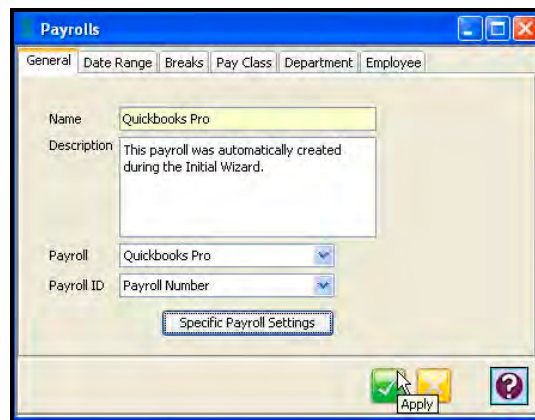 Payrolls
General Date Range Breaks Pay Class Department Employee
Name Quickbooks Pro
Description This payroll was automatically created
during the Initial Wizard.
Payroll Quickbooks Pro
Payroll ID Payroll Number
Specific Payroll Settings
?
Apply